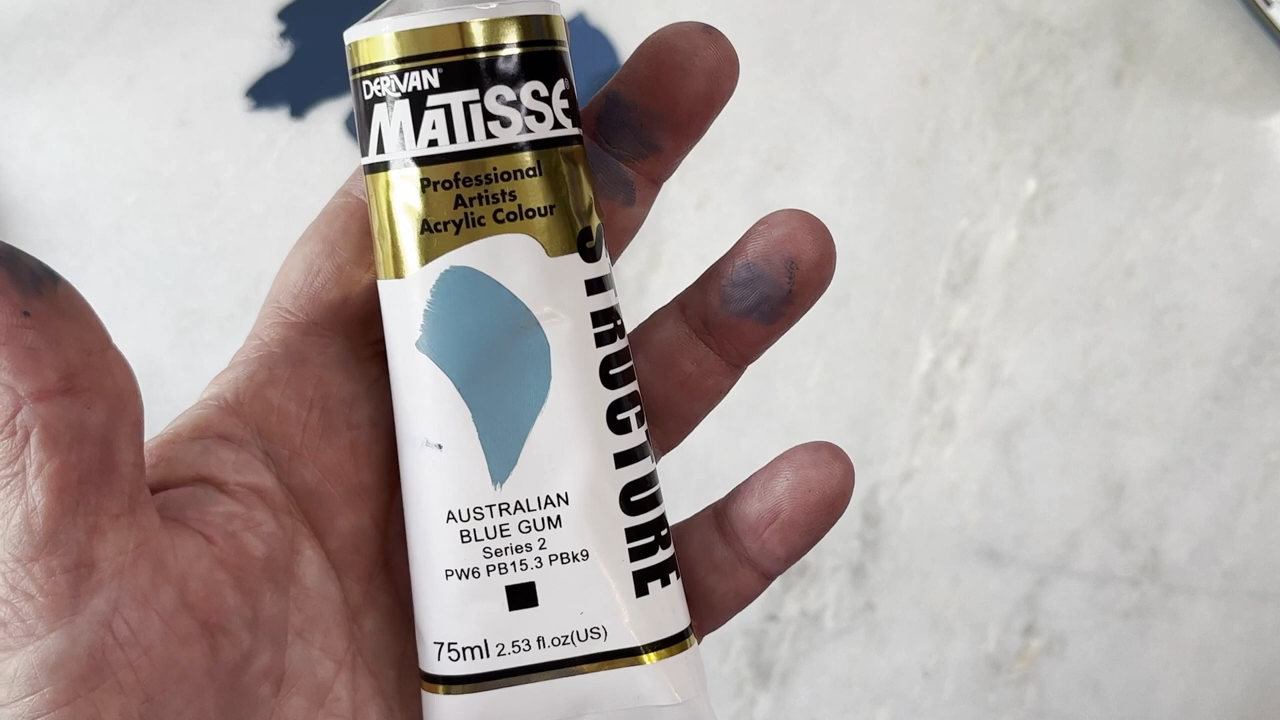 DERIVAN®
MATISSE®
Professional
Artists
Acrylic Colour
STRUCTURE
AUSTRALIAN
BLUE GUM
Series 2
PW6 PB15.3 PBk9
75ml 2.53 fl.oz(US)